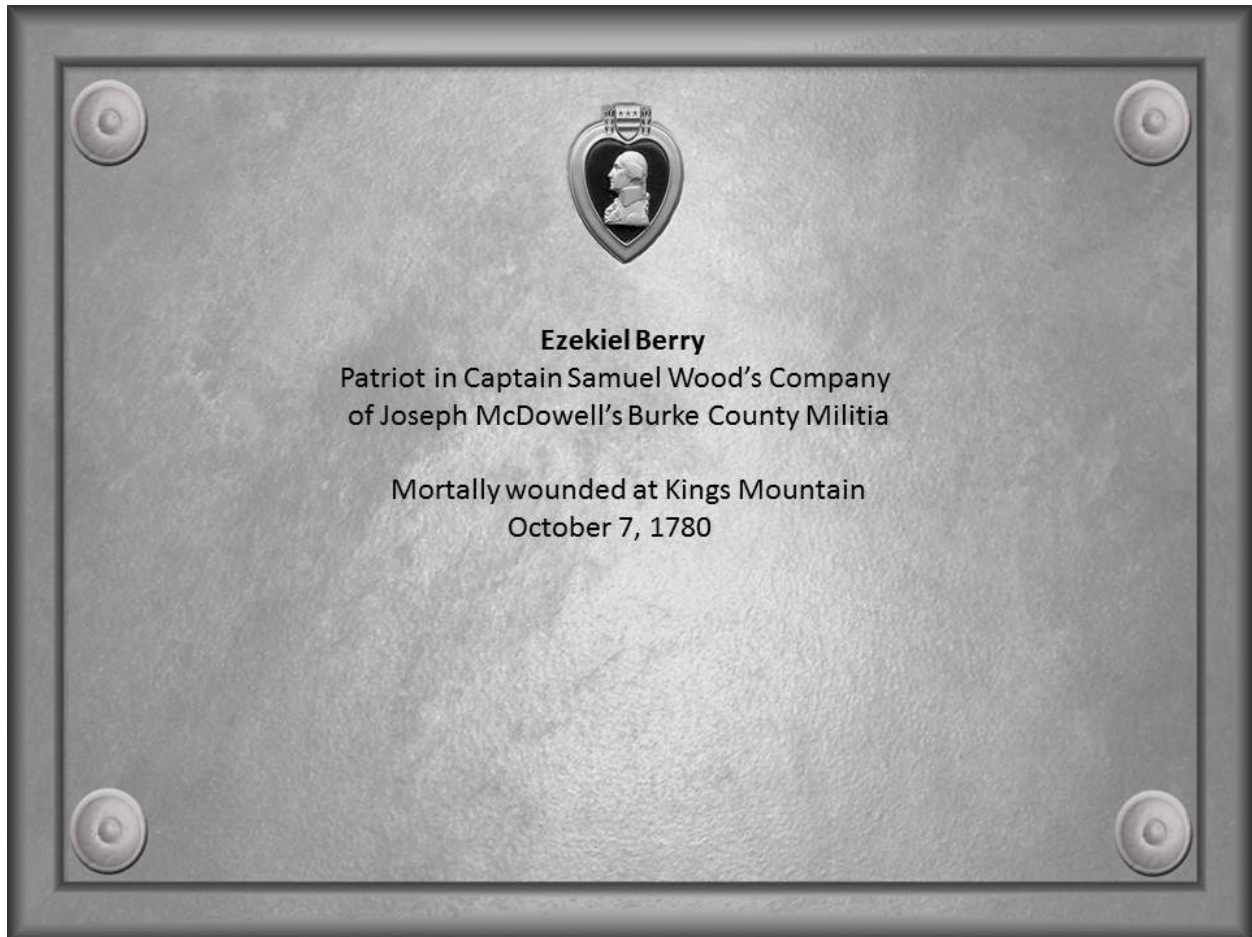 Ezekiel Berry
Patriot in Captain Samuel Wood’s Company
of Joseph McDowell’s Burke County Militia
Mortally wounded at Kings Mountain
October 7, 1780